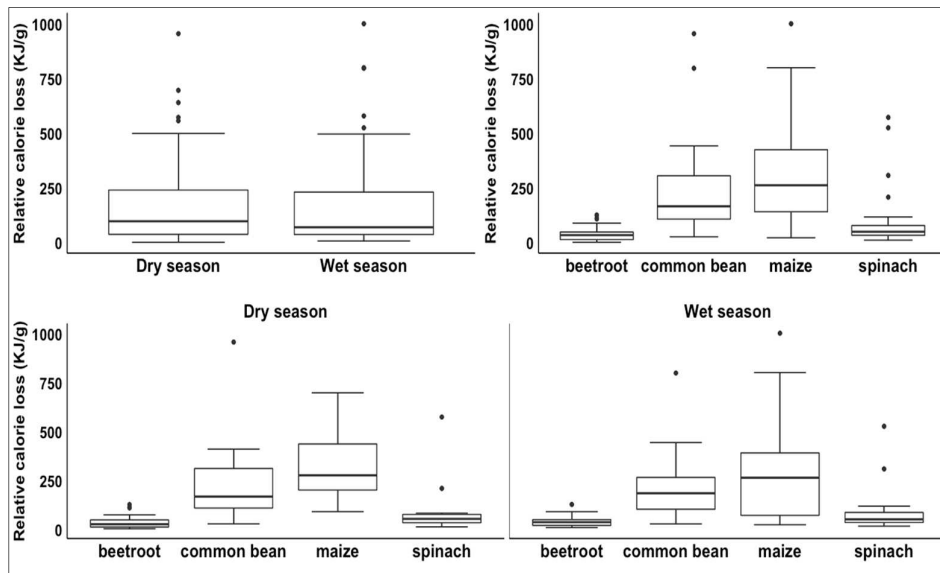 Relative calorie loss (KJ/g)
1000
750
500
250
0
Dry season Wet season
Relative calorie loss (KJ/g)
1000
750
500
250
0
beetroot common bean maize spinach
Dry season
Relative calorie loss (KJ/g)
1000
750
500
250
0
beetroot common bean maize spinach
Wet season
beetroot common bean maize spinach